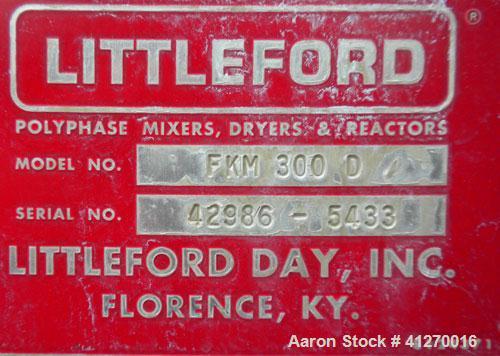 LITTLEFORD
®
POLYPHASE MIXERS, DRYERS & REACTORS
MODEL NO. FKM 300 D
SERIAL NO. 42986 - 5433
LITTLEFORD DAY, INC.
FLORENCE, KY.
Aaron Stock # 41270016